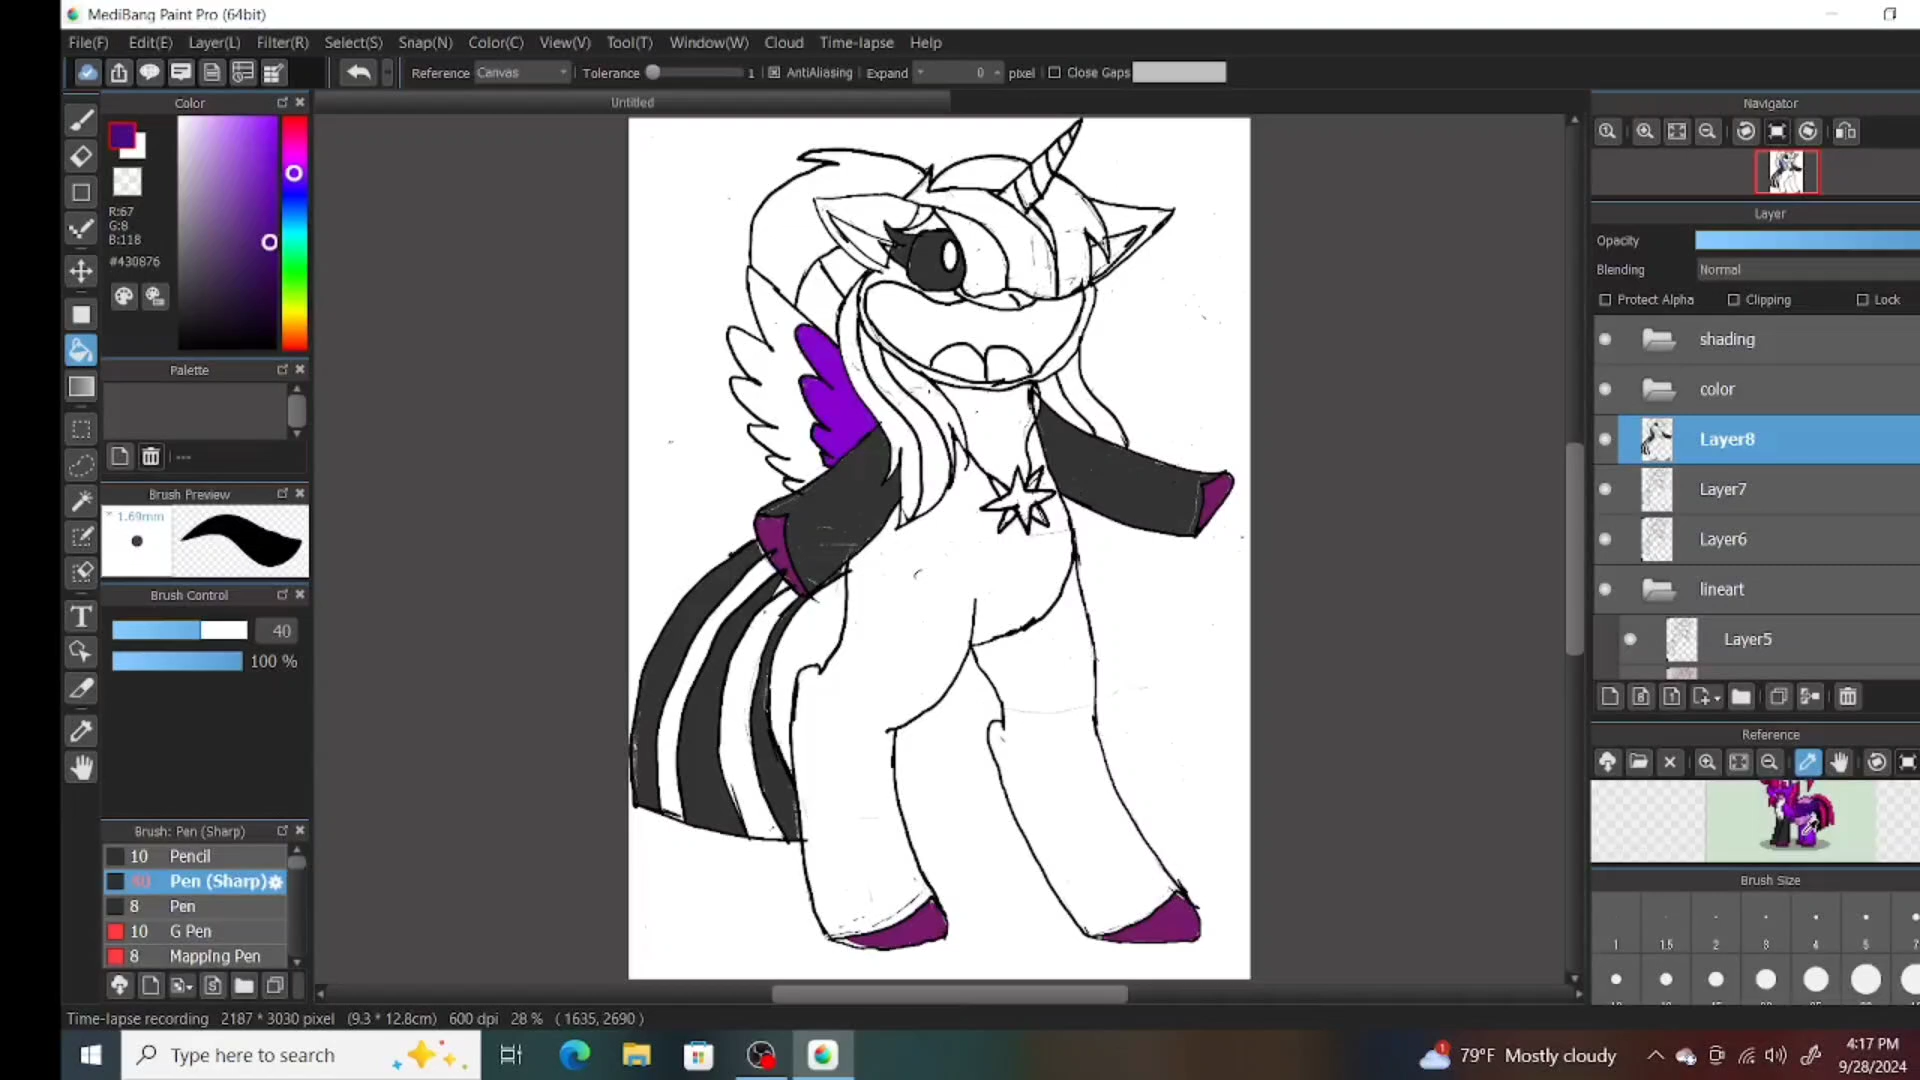 MediBang Paint Pro (64bit)
File(F) Edit(E) Layer(L) Filter(R) Select(S) Snap(N) Color(C) View(V) Tool(T) Window(W) Cloud Time-lapse Help
Reference Canvas Tolerance 1 AntiAliasing Expand 0 pixel Close Gaps
Color
Untitled
Navigator
R:67
G:8
B:118
#430876
Layer
Opacity
Blending Normal
Protect Alpha Clipping Lock
shading
color
Layer8
Layer7
Layer6
lineart
Layer5
Palette
---
Brush Preview
1.69mm
Brush Control
40
100 %
Reference
Brush: Pen (Sharp)
10 Pencil
Pen (Sharp)
8 Pen
10 G Pen
8 Mapping Pen
Brush Size
1 1.5 2 3 4 5
Time-lapse recording 2187 * 3030 pixel (9.3 * 12.8cm) 600 dpi 28 % ( 1635, 2690 )
Type here to search
79°F Mostly cloudy
4:17 PM
9/28/2024